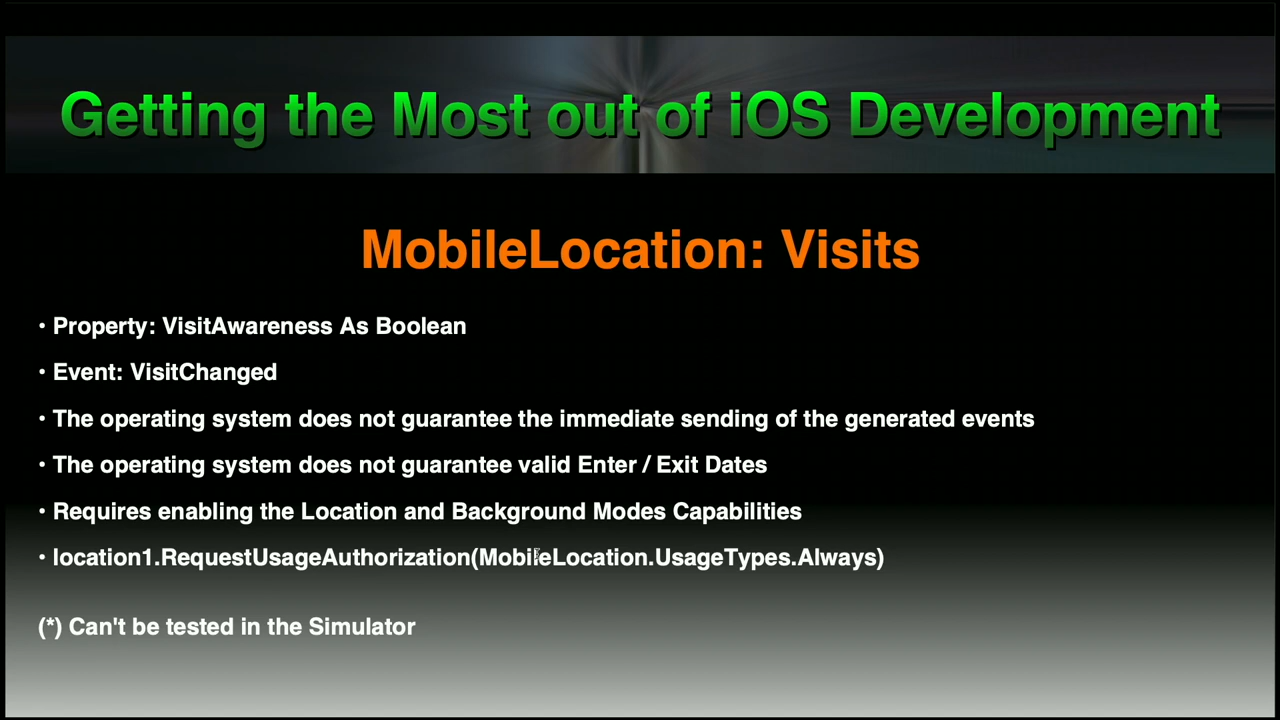 Getting the Most out of iOS Development
MobileLocation: Visits
• Property: VisitAwareness As Boolean
• Event: VisitChanged
• The operating system does not guarantee the immediate sending of the generated events
• The operating system does not guarantee valid Enter / Exit Dates
• Requires enabling the Location and Background Modes Capabilities
• location1.RequestUsageAuthorization(MobileLocation.UsageTypes.Always)
(*) Can't be tested in the Simulator